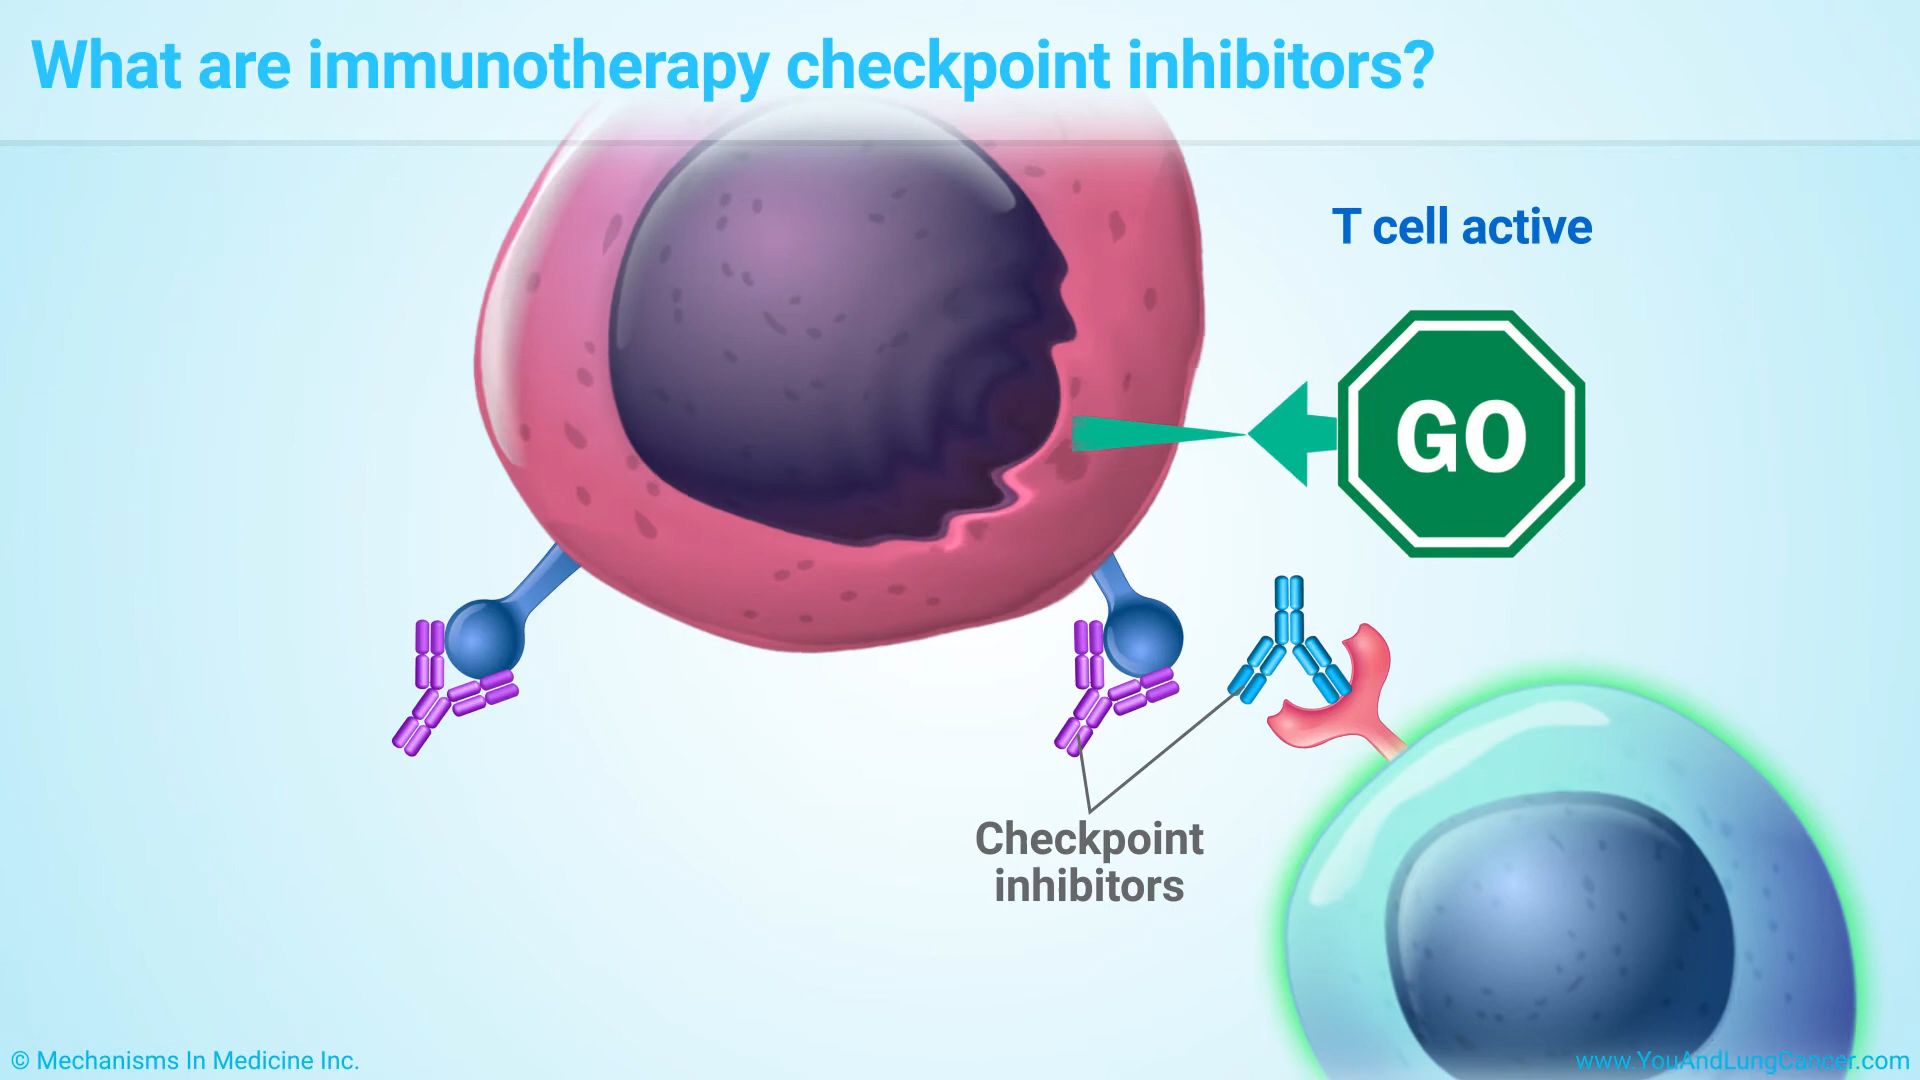 What are immunotherapy checkpoint inhibitors?
T cell active
GO
Checkpoint
inhibitors
© Mechanisms In Medicine Inc.
www.YouAndLungCancer.com